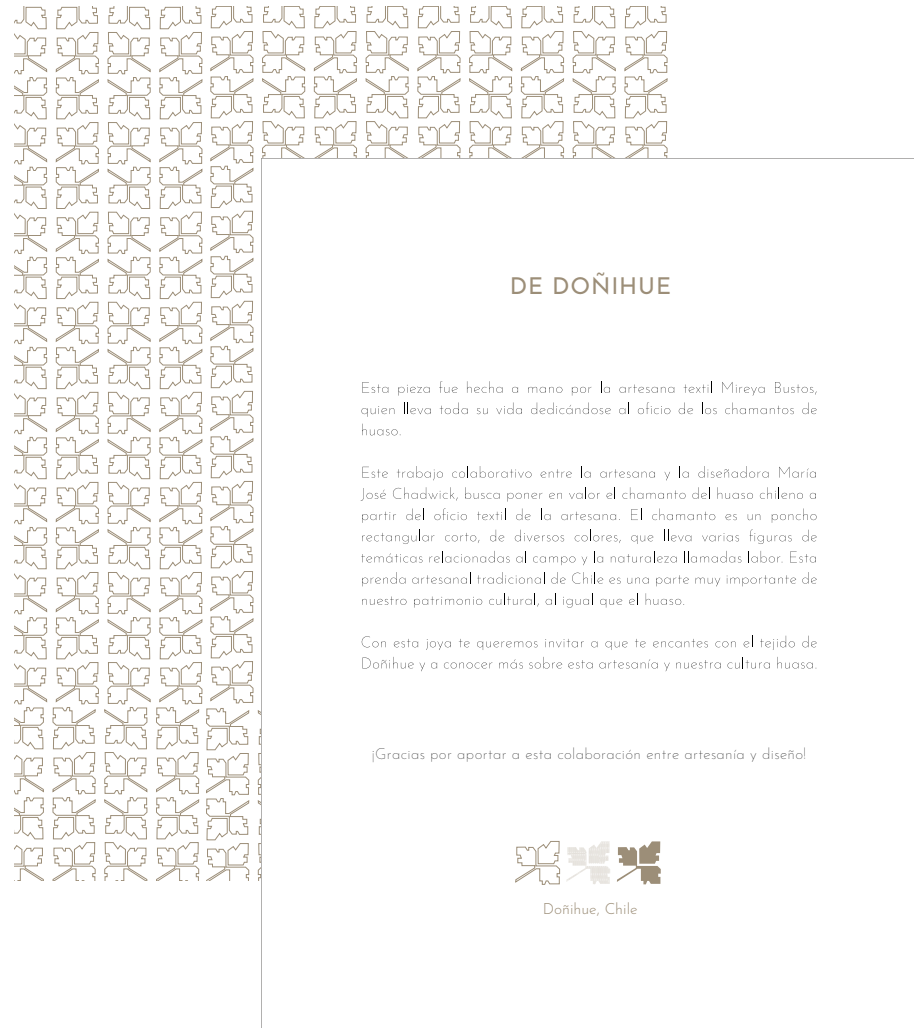 DE DOÑIHUE
Esta pieza fue hecha a mano por la artesana textil Mireya Bustos,
quien lleva toda su vida dedicándose al oficio de los chamantos de
huaso.
Este trabajo colaborativo entre la artesana y la diseñadora María
José Chadwick, busca poner en valor el chamanto del huaso chileno a
partir del oficio textil de la artesana. El chamanto es un poncho
rectangular corto, de diversos colores, que lleva varias figuras de
temáticas relacionadas al campo y la naturaleza llamadas labor. Esta
prenda artesanal tradicional de Chile es una parte muy importante de
nuestro patrimonio cultural, al igual que el huaso.
Con esta joya te queremos invitar a que te encantes con el tejido de
Doñihue y a conocer más sobre esta artesanía y nuestra cultura huasa.
¡Gracias por aportar a esta colaboración entre artesanía y diseño!
Doñihue, Chile